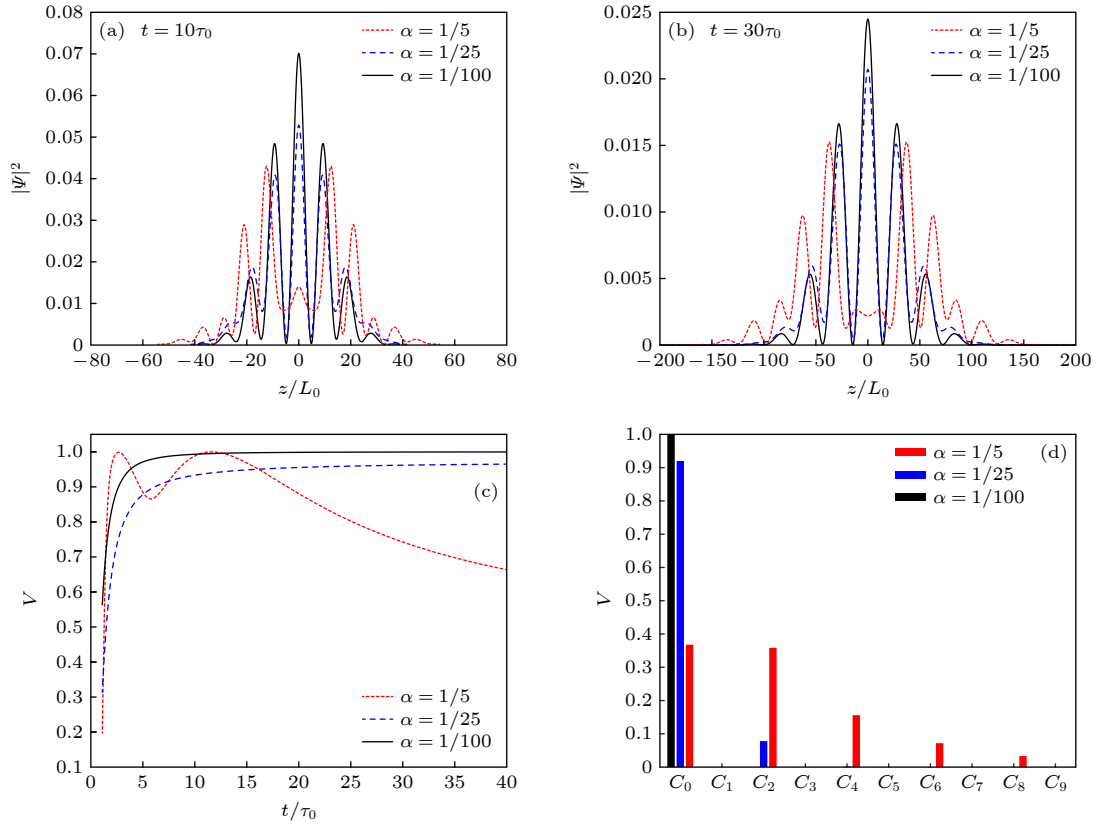 (a) t = 10τ₀
α = 1/5
α = 1/25
α = 1/100
|Ψ|²
0.08
0.07
0.06
0.05
0.04
0.03
0.02
0.01
0
−80 −60 −40 −20 0 20 40 60 80
z/L₀
(b) t = 30τ₀
α = 1/5
α = 1/25
α = 1/100
|Ψ|²
0.025
0.020
0.015
0.010
0.005
0
−200 −150 −100 −50 0 50 100 150 200
z/L₀
(c)
V
1.0
0.9
0.8
0.7
0.6
0.5
0.4
0.3
0.2
0.1
α = 1/5
α = 1/25
α = 1/100
0 5 10 15 20 25 30 35 40
t/τ₀
(d)
α = 1/5
α = 1/25
α = 1/100
V
1.0
0.9
0.8
0.7
0.6
0.5
0.4
0.3
0.2
0.1
0
C₀ C₁ C₂ C₃ C₄ C₅ C₆ C₇ C₈ C₉